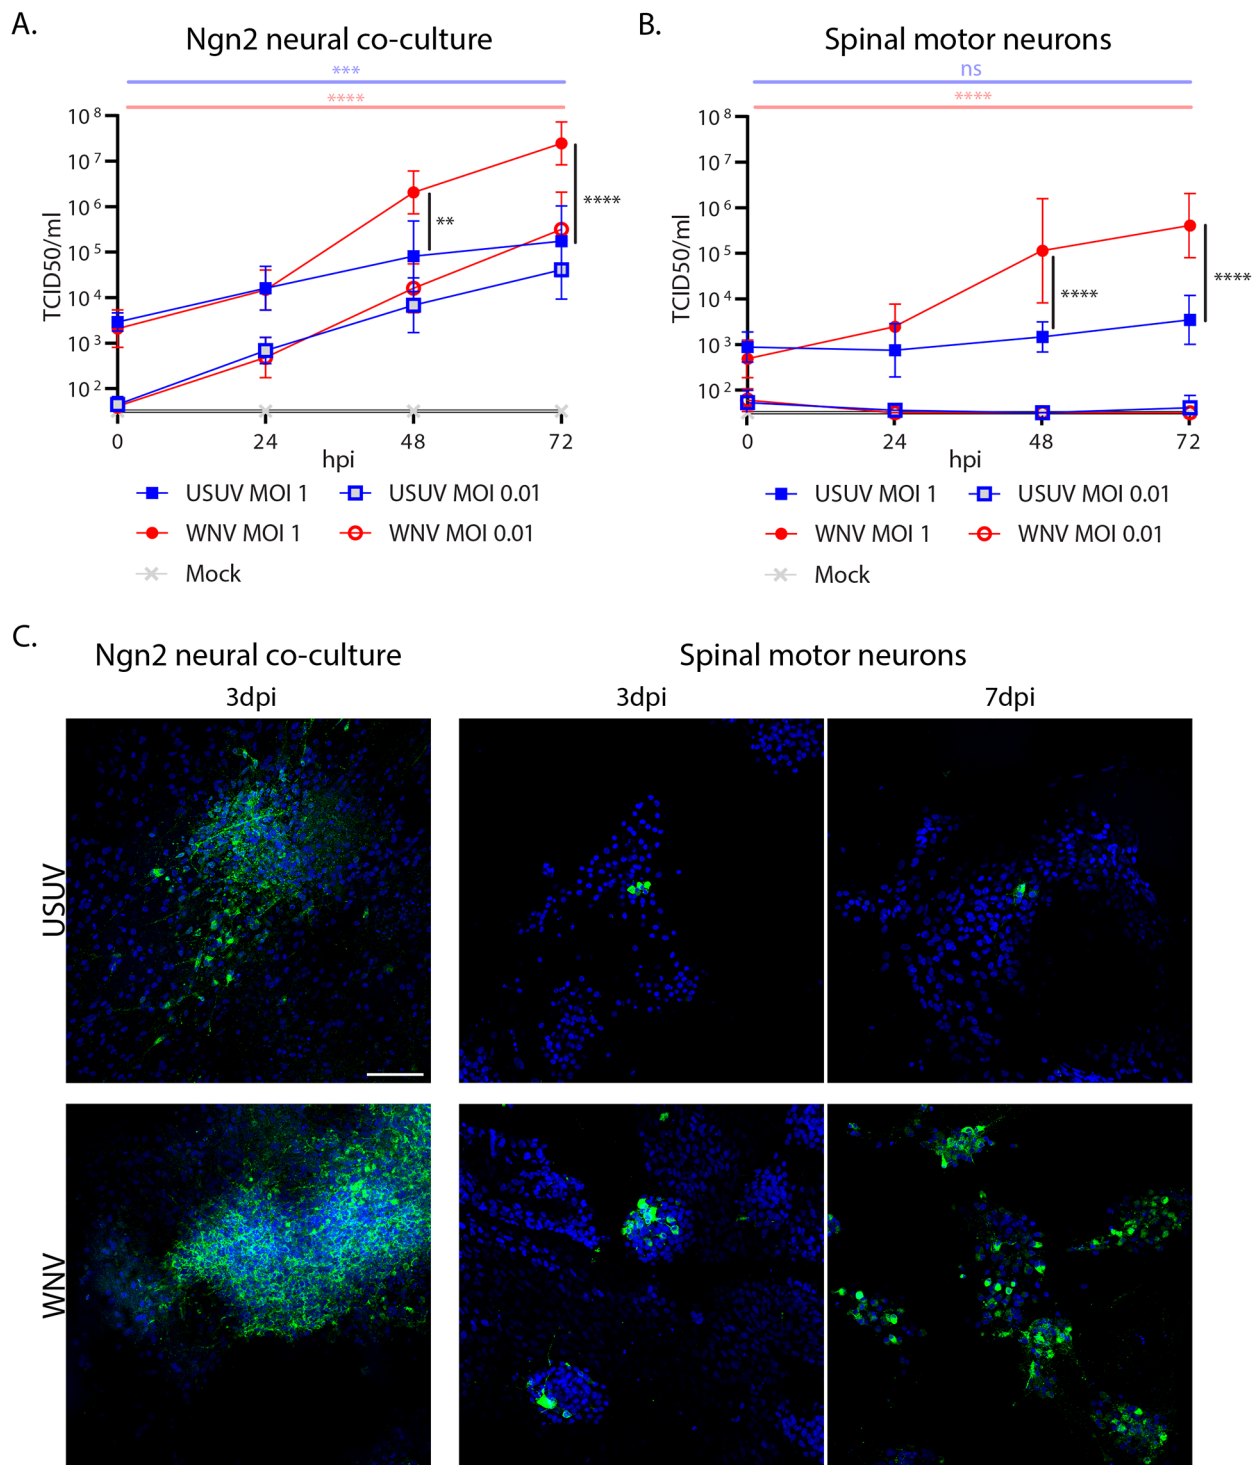 A.
Ngn2 neural co-culture
***
****
10^8
10^7
10^6
10^5
10^4
10^3
10^2
TCID50/ml
**
****
0 24 48 72
hpi
USUV MOI 1 USUV MOI 0.01
WNV MOI 1 WNV MOI 0.01
Mock
B.
Spinal motor neurons
ns
****
10^8
10^7
10^6
10^5
10^4
10^3
10^2
TCID50/ml
****
****
0 24 48 72
hpi
USUV MOI 1 USUV MOI 0.01
WNV MOI 1 WNV MOI 0.01
Mock
C.
Ngn2 neural co-culture Spinal motor neurons
3dpi 3dpi 7dpi
USUV
WNV